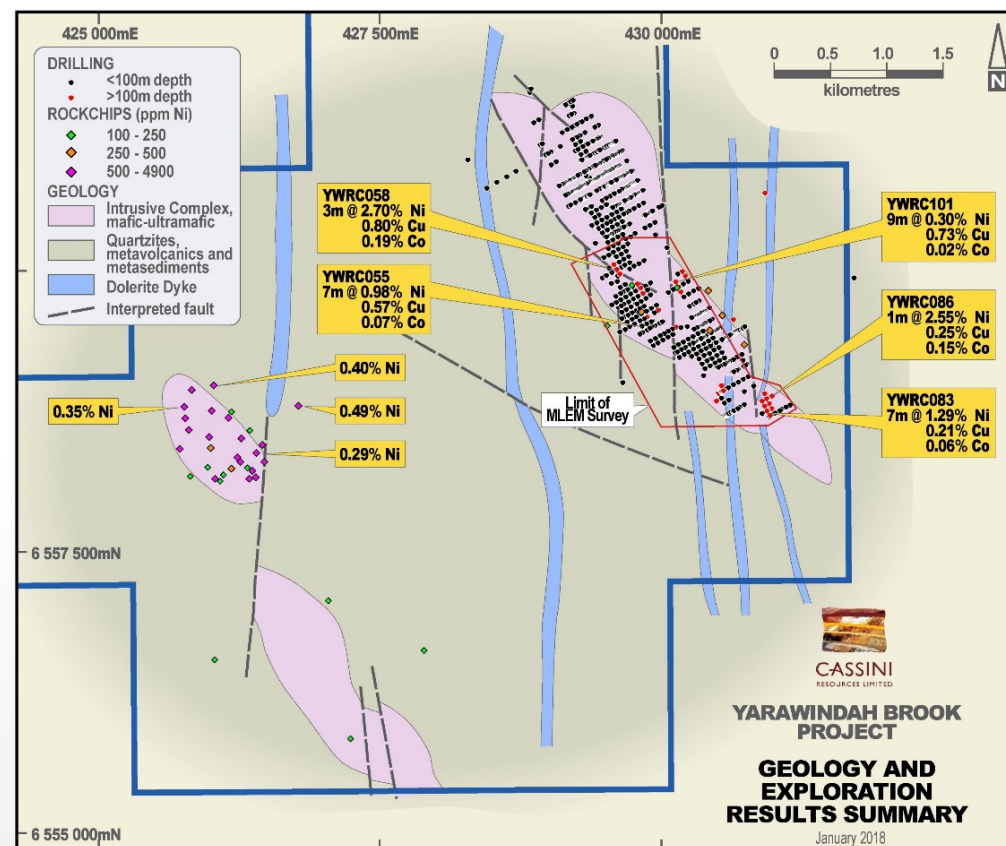 425 000mE
427 500mE
430 000mE
0 0.5 1.0 1.5
kilometres
N
DRILLING
<100m depth
>100m depth
ROCKCHIPS (ppm Ni)
100 - 250
250 - 500
500 - 4900
GEOLOGY
Intrusive Complex,
mafic-ultramafic
Quartzites,
metavolcanics and
metasediments
Dolerite Dyke
Interpreted fault
YWRC058
3m @ 2.70% Ni
0.80% Cu
0.19% Co
YWRC055
7m @ 0.98% Ni
0.57% Cu
0.07% Co
YWRC101
9m @ 0.30% Ni
0.73% Cu
0.02% Co
YWRC086
1m @ 2.55% Ni
0.25% Cu
0.15% Co
YWRC083
7m @ 1.29% Ni
0.21% Cu
0.06% Co
0.40% Ni
0.35% Ni
0.49% Ni
0.29% Ni
Limit of
MLEM Survey
6 557 500mN
6 555 000mN
CASSINI
RESOURCES LIMITED
YARAWINDAH BROOK
PROJECT
GEOLOGY AND
EXPLORATION
RESULTS SUMMARY
January 2018